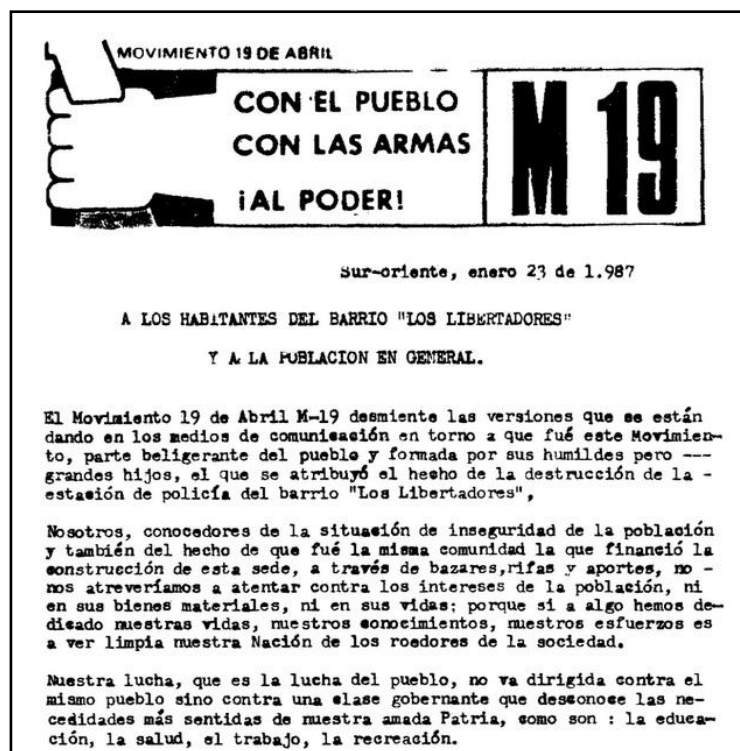 MOVIMIENTO 19 DE ABRIL
CON EL PUEBLO
CON LAS ARMAS
¡AL PODER!
M 19
Sur-oriente, enero 23 de 1.987
A LOS HABITANTES DEL BARRIO "LOS LIBERTADORES"
Y A LA POBLACION EN GENERAL.
El Movimiento 19 de Abril M-19 desmiente las versiones que se están
dando en los medios de comunicación en torno a que fué este Movimien-
to, parte beligerante del pueblo y formada por sus humildes pero ---
grandes hijos, el que se atribuyó el hecho de la destrucción de la -
estación de policía del barrio "Los Libertadores",
Nosotros, conocedores de la situación de inseguridad de la población
y también del hecho de que fué la misma comunidad la que financió la
construcción de esta sede, a través de bazares,rifas y aportes, no -
nos atreveríamos a atentar contra los intereses de la población, ni
en sus bienes materiales, ni en sus vidas; porque si a algo hemos de-
dicado nuestras vidas, nuestros conocimientos, nuestros esfuerzos es
a ver limpia nuestra Nación de los roedores de la sociedad.
Nuestra lucha, que es la lucha del pueblo, no va dirigida contra el
mismo pueblo sino contra una clase gobernante que desconoce las ne-
cedidades más sentidas de nuestra amada Patria, como son : la educa-
ción, la salud, el trabajo, la recreación.